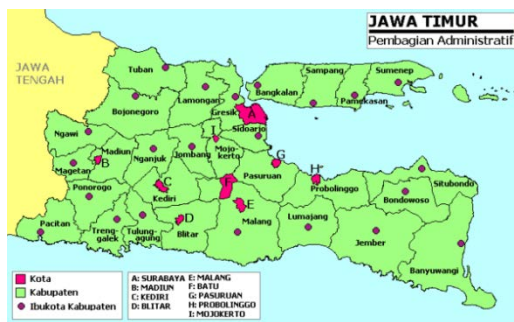 JAWA TIMUR
Pembagian Administratif
JAWA
TENGAH
Tuban
Bojonegoro
Lamongan
Gresik
Bangkalan
Sampang
Pamekasan
Sumenep
A
Sidoarjo
Ngawi
Madiun
B
Magetan
Nganjuk
Jombang
I
Mojo-
kerto
G
Pasuruan
H
Probolinggo
Situbondo
Bondowoso
Ponorogo
C
Kediri
F
E
Pacitan
Treng-
galek
Tulung-
agung
D
Blitar
Malang
Lumajang
Jember
Banyuwangi
Kota
Kabupaten
Ibukota Kabupaten
A: SURABAYA
B: MADIUN
C: KEDIRI
D: BLITAR
E: MALANG
F: BATU
G: PASURUAN
H: PROBOLINGGO
I: MOJOKERTO